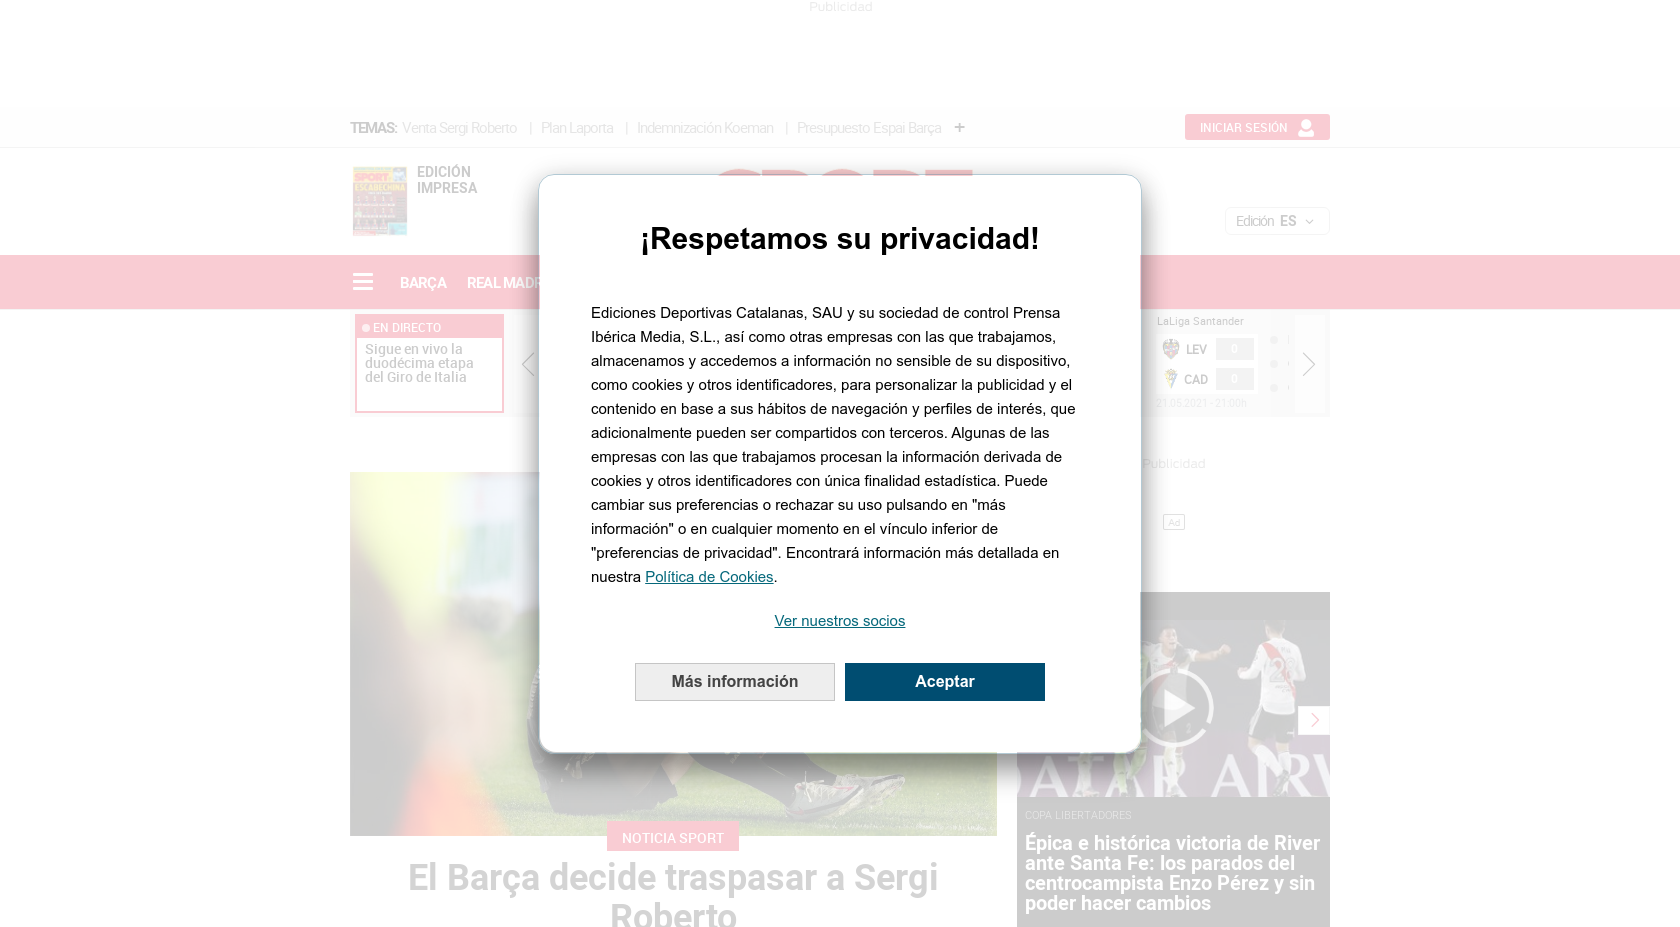 Publicidad
TEMAS: Venta Sergi Roberto | Plan Laporta | Indemnización Koeman | Presupuesto Espai Barça +
INICIAR SESIÓN
SPORT
ESCABECHINA
EDICIÓN
IMPRESA
Edición ES
BARÇA REAL MADR
EN DIRECTO
Sigue en vivo la
duodécima etapa
del Giro de Italia
LaLiga Santander
LEV 0
CAD 0
21.05.2021 - 21:00h
¡Respetamos su privacidad!
Ediciones Deportivas Catalanas, SAU y su sociedad de control Prensa
Ibérica Media, S.L., así como otras empresas con las que trabajamos,
almacenamos y accedemos a información no sensible de su dispositivo,
como cookies y otros identificadores, para personalizar la publicidad y el
contenido en base a sus hábitos de navegación y perfiles de interés, que
adicionalmente pueden ser compartidos con terceros. Algunas de las
empresas con las que trabajamos procesan la información derivada de
cookies y otros identificadores con única finalidad estadística. Puede
cambiar sus preferencias o rechazar su uso pulsando en "más
información" o en cualquier momento en el vínculo inferior de
"preferencias de privacidad". Encontrará información más detallada en
nuestra Política de Cookies.
Ver nuestros socios
Más información
Aceptar
Publicidad
Ad
QATAR AIRW
NOTICIA SPORT
El Barça decide traspasar a Sergi
Roberto
COPA LIBERTADORES
Épica e histórica victoria de River
ante Santa Fe: los parados del
centrocampista Enzo Pérez y sin
poder hacer cambios